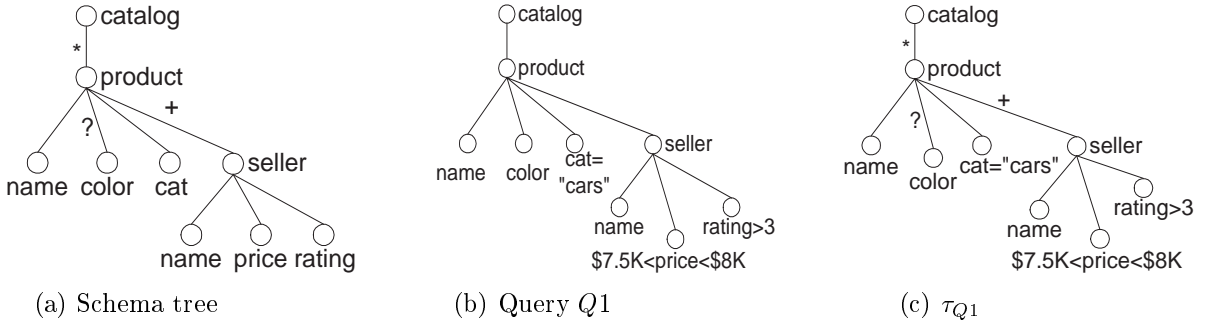 catalog
*
product
+
?
name color cat
seller
name price rating
(a) Schema tree
catalog
product
name
color
cat=
"cars"
seller
name
rating>3
$7.5K<price<$8K
(b) Query Q1
catalog
*
product
+
?
name
color
cat="cars"
seller
name
rating>3
$7.5K<price<$8K
(c) τQ1